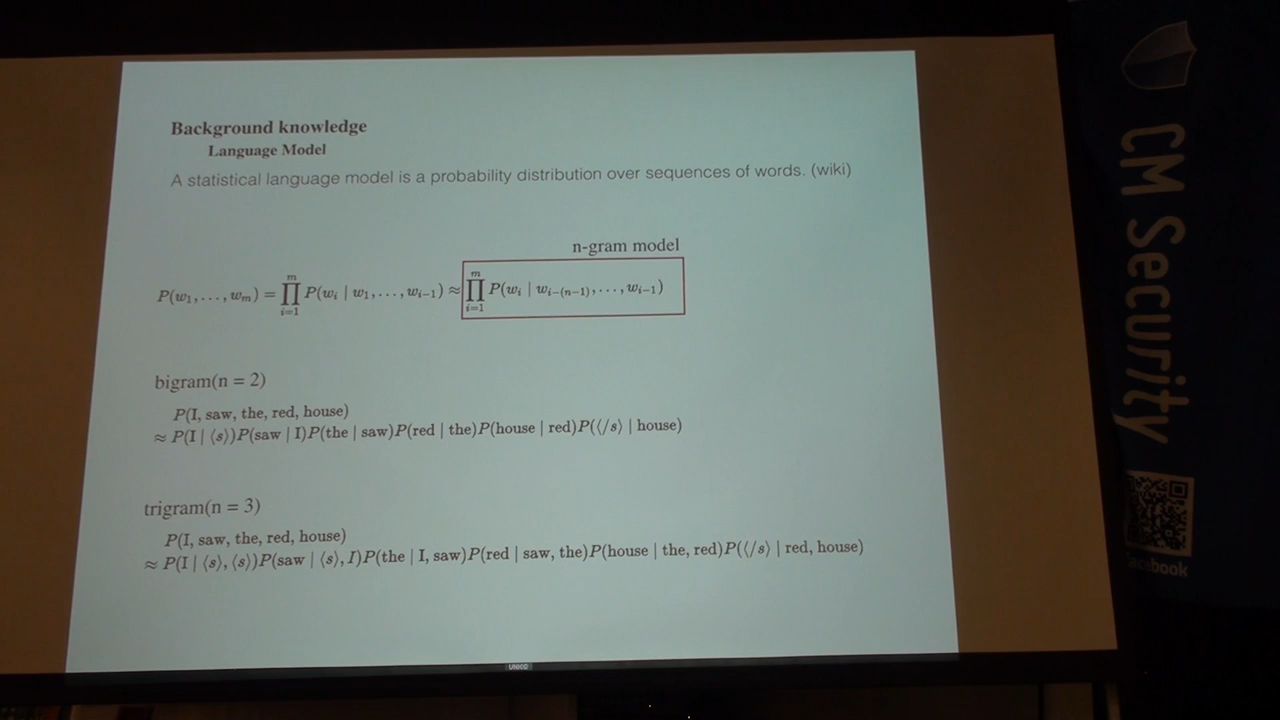 Background knowledge
Language Model
A statistical language model is a probability distribution over sequences of words. (wiki)
n-gram model
P(w₁, . . . , wₘ) = ∏ᵢ₌₁ᵐ P(wᵢ | w₁, . . . , wᵢ₋₁) ≈ ∏ᵢ₌₁ᵐ P(wᵢ | wᵢ₋₍ₙ₋₁₎, . . . , wᵢ₋₁)
bigram(n = 2)
P(I, saw, the, red, house)
≈ P(I | ⟨s⟩)P(saw | I)P(the | saw)P(red | the)P(house | red)P(⟨/s⟩ | house)
trigram(n = 3)
P(I, saw, the, red, house)
≈ P(I | ⟨s⟩, ⟨s⟩)P(saw | ⟨s⟩, I)P(the | I, saw)P(red | saw, the)P(house | the, red)P(⟨/s⟩ | red, house)
CM Security